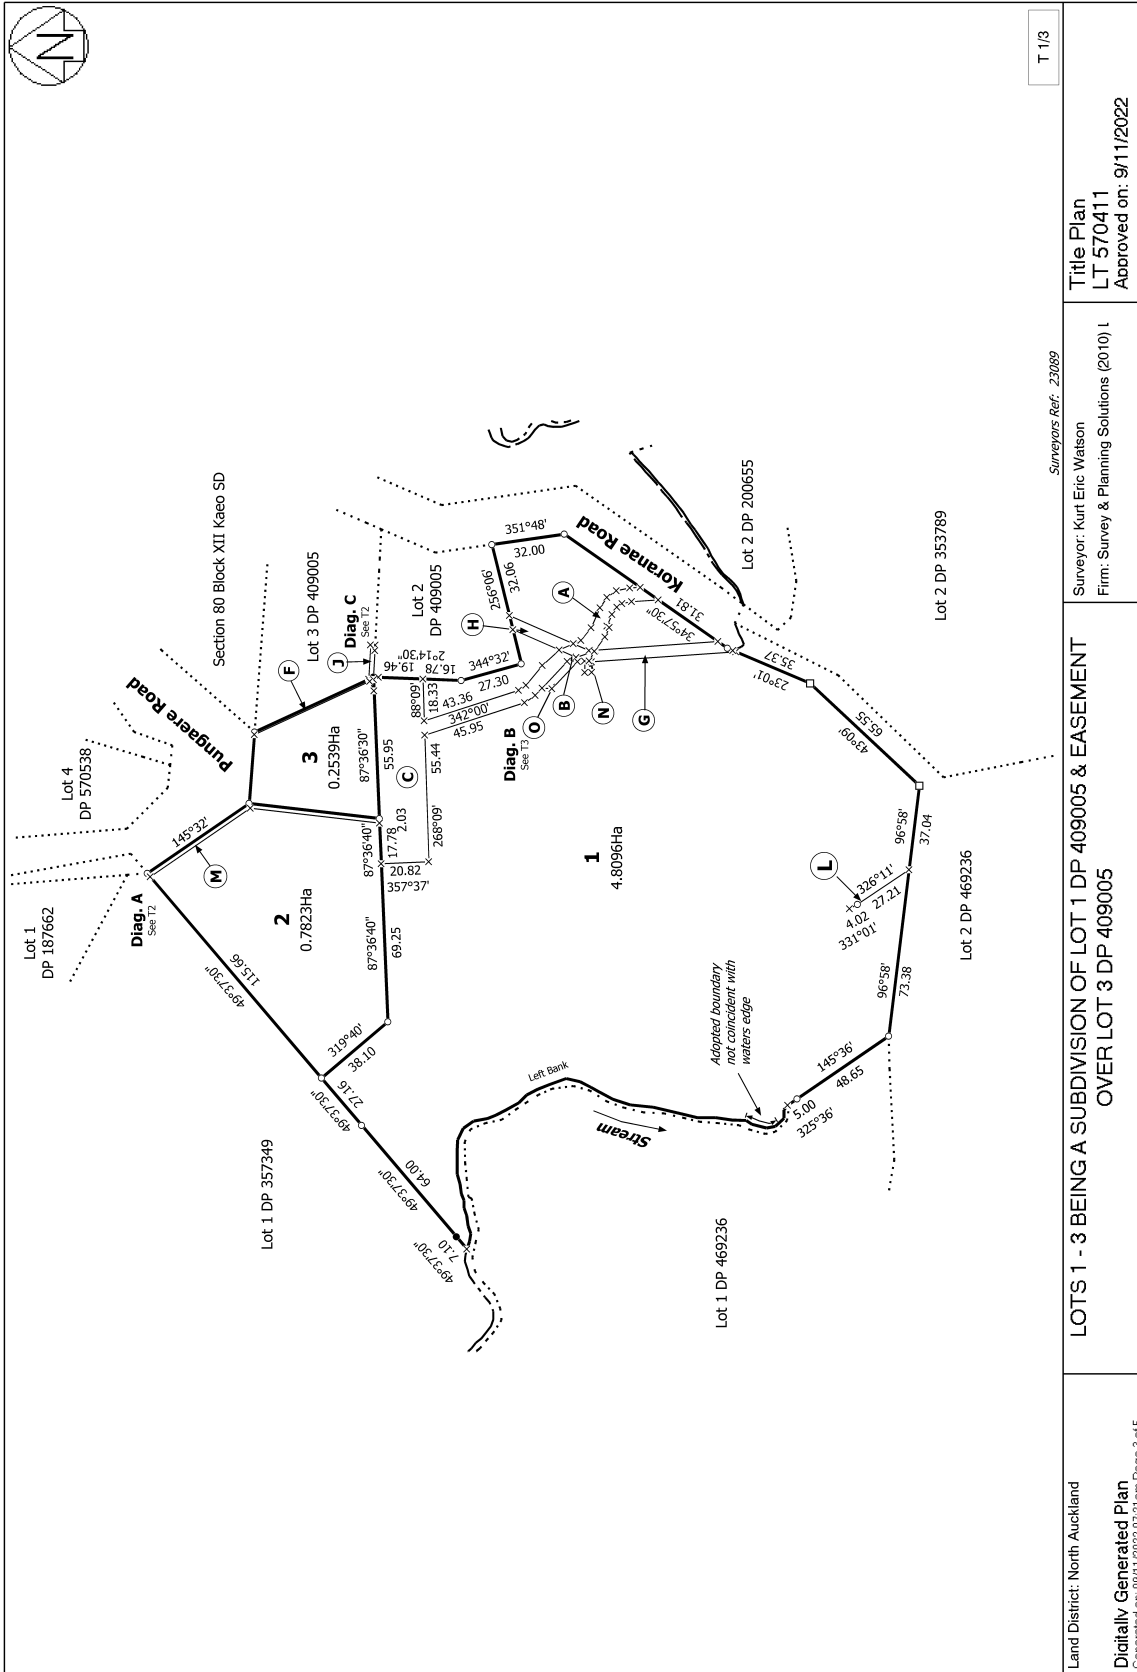 N
T 1/3
Pungaere Road
Section 80 Block XII Kaeo SD
Lot 4
DP 570538
Lot 1
DP 187662
Diag. A
See T2
M
145°32'
F
Lot 3 DP 409005
J
Diag. C
See T2
Lot 2
DP 409005
3
0.2539Ha
2
0.7823Ha
1
4.8096Ha
49°37'30"
115.66
319°40'
38.10
49°37'30"
27.16
49°37'30"
64.00
49°37'30"
7.10
87°36'40"
69.25
87°36'40"
17.78
2.03
87°36'30"
55.95
C
20.82
357°37'
268°09'
55.44
88°09'
18.33
19.46
2°14'30"
16.78
344°32'
27.30
43.36
342°00'
45.95
Diag. B
See T3
O
B
N
G
H
A
256°06'
32.06
351°48'
32.00
Koranae Road
34°57'30"
31.81
23°01'
35.37
43°09'
65.55
96°58'
37.04
L
326°11'
27.21
4.02
331°01'
96°58'
73.38
145°36'
48.65
5.00
325°36'
Adopted boundary
not coincident with
waters edge
Left Bank
Stream
Lot 1 DP 357349
Lot 1 DP 469236
Lot 2 DP 469236
Lot 2 DP 353789
Lot 2 DP 200655
Surveyors Ref: 23089
Land District: North Auckland
Digitally Generated Plan
LOTS 1 - 3 BEING A SUBDIVISION OF LOT 1 DP 409005 & EASEMENT
OVER LOT 3 DP 409005
Surveyor: Kurt Eric Watson
Firm: Survey & Planning Solutions (2010) L
Title Plan
LT 570411
Approved on: 9/11/2022